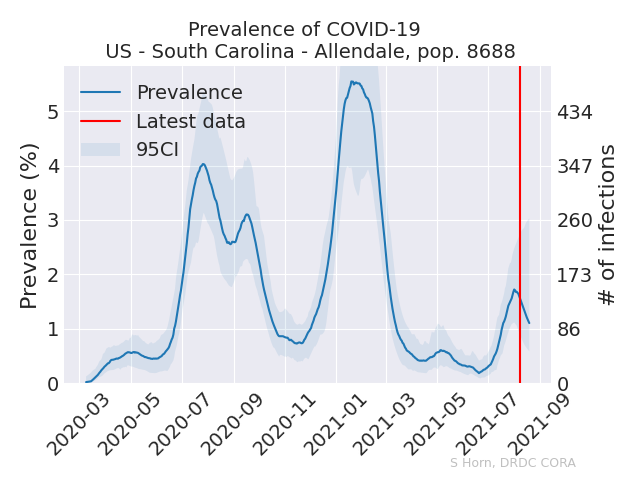 Prevalence of COVID-19
US - South Carolina - Allendale, pop. 8688
Prevalence
Latest data
95CI
Prevalence (%)
5
4
3
2
1
0
434
347
260
173
86
0
# of infections
2020-03
2020-05
2020-07
2020-09
2020-11
2021-01
2021-03
2021-05
2021-07
2021-09
S Horn, DRDC CORA